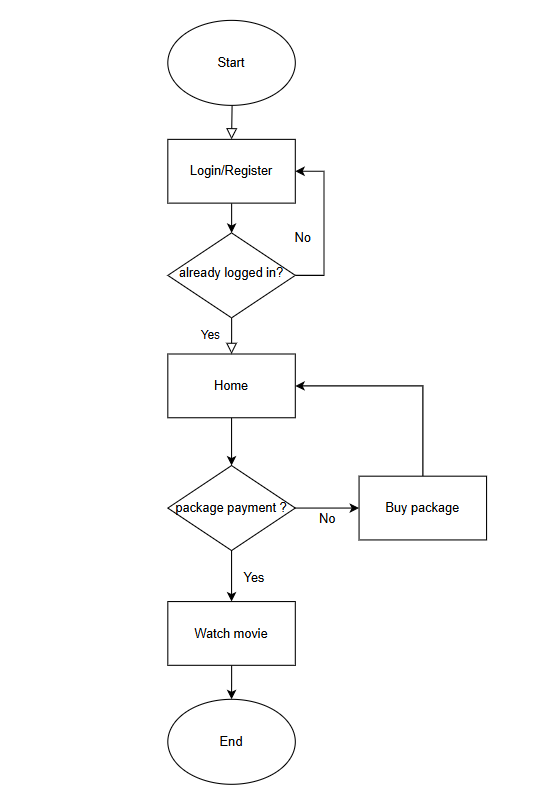 Start
Login/Register
No
already logged in?
Yes
Home
package payment ?
No
Buy package
Yes
Watch movie
End